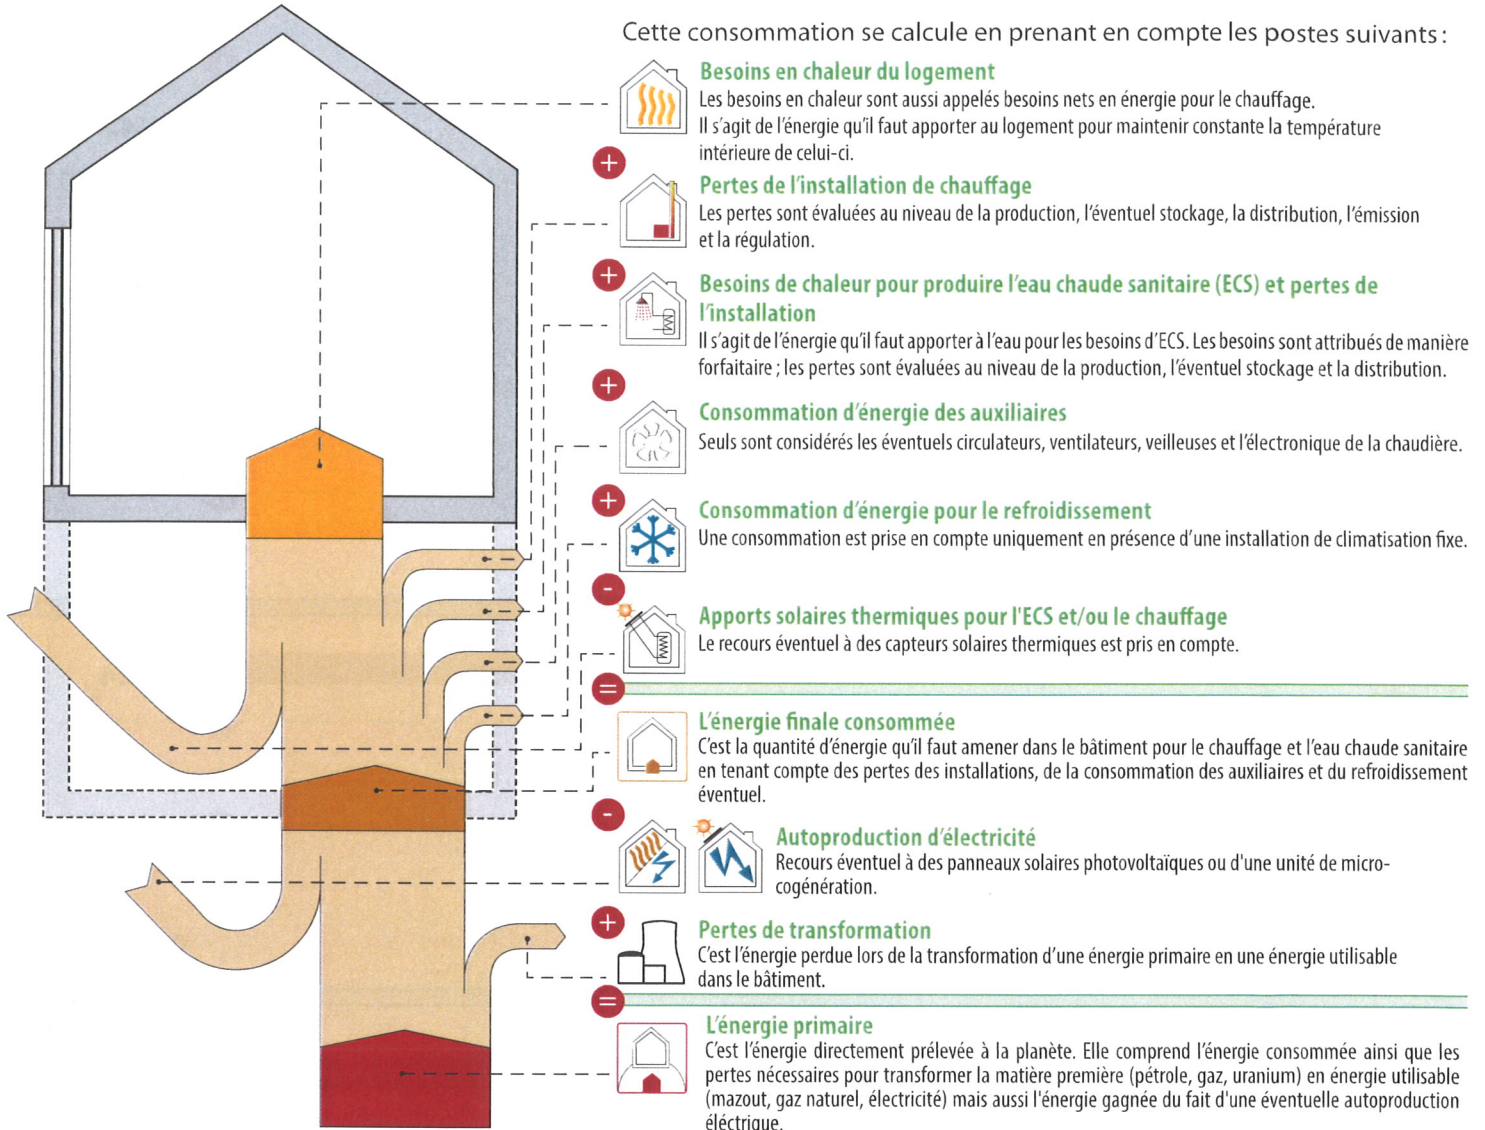 Cette consommation se calcule en prenant en compte les postes suivants :
Besoins en chaleur du logement
Les besoins en chaleur sont aussi appelés besoins nets en énergie pour le chauffage.
Il s'agit de l'énergie qu'il faut apporter au logement pour maintenir constante la température
intérieure de celui-ci.
+
Pertes de l'installation de chauffage
Les pertes sont évaluées au niveau de la production, l'éventuel stockage, la distribution, l'émission
et la régulation.
+
Besoins de chaleur pour produire l'eau chaude sanitaire (ECS) et pertes de
l'installation
Il s'agit de l'énergie qu'il faut apporter à l'eau pour les besoins d'ECS. Les besoins sont attribués de manière
forfaitaire ; les pertes sont évaluées au niveau de la production, l'éventuel stockage et la distribution.
+
Consommation d'énergie des auxiliaires
Seuls sont considérés les éventuels circulateurs, ventilateurs, veilleuses et l'électronique de la chaudière.
+
Consommation d'énergie pour le refroidissement
Une consommation est prise en compte uniquement en présence d'une installation de climatisation fixe.
-
Apports solaires thermiques pour l'ECS et/ou le chauffage
Le recours éventuel à des capteurs solaires thermiques est pris en compte.
=
L'énergie finale consommée
C'est la quantité d'énergie qu'il faut amener dans le bâtiment pour le chauffage et l'eau chaude sanitaire
en tenant compte des pertes des installations, de la consommation des auxiliaires et du refroidissement
éventuel.
-
Autoproduction d'électricité
Recours éventuel à des panneaux solaires photovoltaïques ou d'une unité de micro-
cogénération.
+
Pertes de transformation
C'est l'énergie perdue lors de la transformation d'une énergie primaire en une énergie utilisable
dans le bâtiment.
=
L'énergie primaire
C'est l'énergie directement prélevée à la planète. Elle comprend l'énergie consommée ainsi que les
pertes nécessaires pour transformer la matière première (pétrole, gaz, uranium) en énergie utilisable
(mazout, gaz naturel, électricité) mais aussi l'énergie gagnée du fait d'une éventuelle autoproduction
éléctrique.